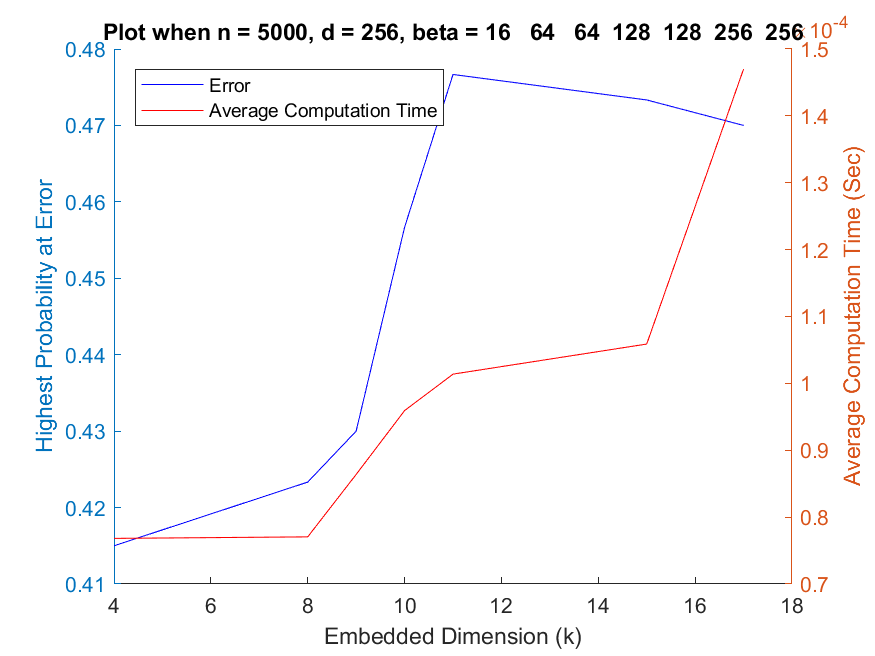 Plot when n = 5000, d = 256, beta = 16 64 64 128 128 256 256
×10-4
Error
Average Computation Time
0.48
0.47
0.46
0.45
0.44
0.43
0.42
0.41
Highest Probability at Error
1.5
1.4
1.3
1.2
1.1
1
0.9
0.8
0.7
Average Computation Time (Sec)
4 6 8 10 12 14 16 18
Embedded Dimension (k)